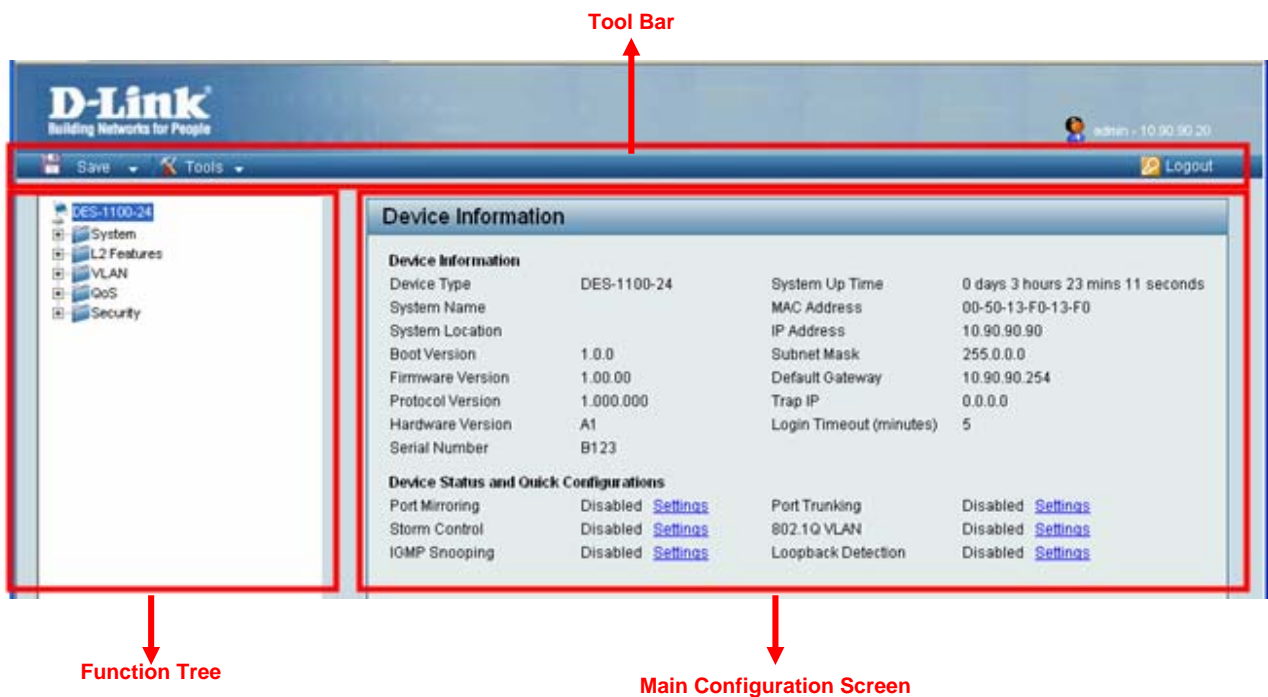 Tool Bar
D-Link
Building Networks for People
admin - 10.90.90.20
Save Tools Logout
DES-1100-24
System
L2 Features
VLAN
QoS
Security
Device Information
Device Information
Device Type DES-1100-24 System Up Time 0 days 3 hours 23 mins 11 seconds
System Name MAC Address 00-50-13-F0-13-F0
System Location IP Address 10.90.90.90
Boot Version 1.0.0 Subnet Mask 255.0.0.0
Firmware Version 1.00.00 Default Gateway 10.90.90.254
Protocol Version 1.000.000 Trap IP 0.0.0.0
Hardware Version A1 Login Timeout (minutes) 5
Serial Number B123
Device Status and Quick Configurations
Port Mirroring Disabled Settings Port Trunking Disabled Settings
Storm Control Disabled Settings 802.1Q VLAN Disabled Settings
IGMP Snooping Disabled Settings Loopback Detection Disabled Settings
Function Tree
Main Configuration Screen